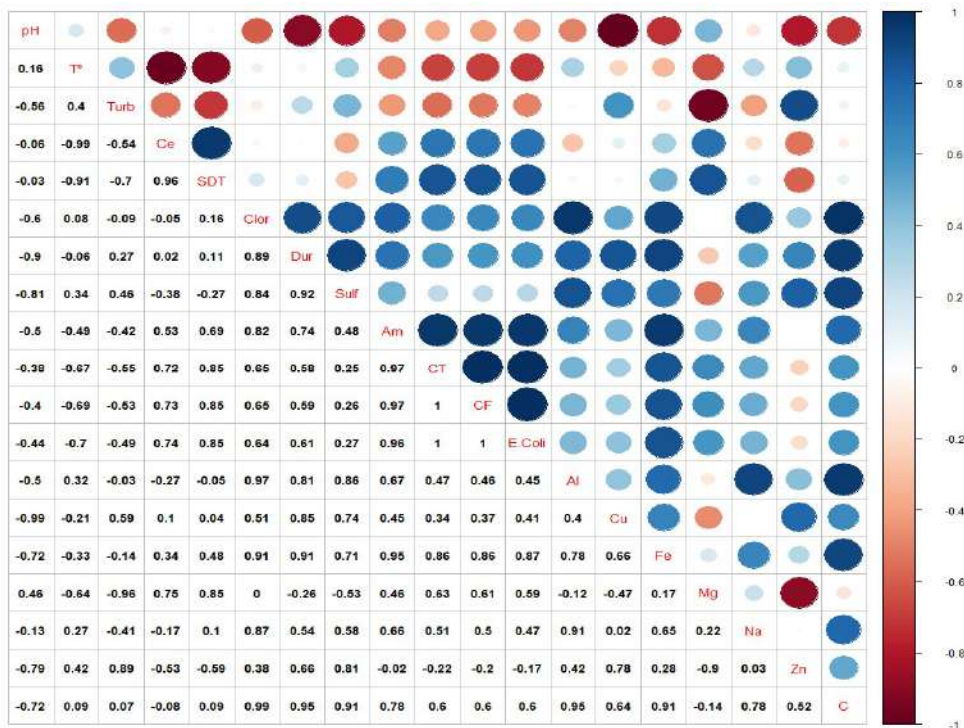 pH
0.16 T°
-0.56 0.4 Turb
-0.06 -0.99 -0.54 Ce
-0.03 -0.91 -0.7 0.96 SDT
-0.6 0.08 -0.09 -0.05 0.16 Clor
-0.9 -0.06 0.27 0.02 0.11 0.89 Dur
-0.81 0.34 0.46 -0.38 -0.27 0.84 0.92 Sulf
-0.5 -0.49 -0.42 0.53 0.69 0.82 0.74 0.48 Am
-0.38 -0.67 -0.55 0.72 0.85 0.65 0.58 0.25 0.97 CT
-0.4 -0.69 -0.53 0.73 0.85 0.65 0.59 0.26 0.97 1 CF
-0.44 -0.7 -0.49 0.74 0.85 0.64 0.61 0.27 0.96 1 1 E.Coli
-0.5 0.32 -0.03 -0.27 -0.05 0.97 0.81 0.86 0.67 0.47 0.46 0.45 Al
-0.99 -0.21 0.59 0.1 0.04 0.51 0.85 0.74 0.45 0.34 0.37 0.41 0.4 Cu
-0.72 -0.33 -0.14 0.34 0.48 0.91 0.91 0.71 0.95 0.86 0.86 0.87 0.78 0.66 Fe
0.46 -0.64 -0.96 0.75 0.85 0 -0.26 -0.53 0.46 0.63 0.61 0.59 -0.12 -0.47 0.17 Mg
-0.13 0.27 -0.41 -0.17 0.1 0.87 0.54 0.58 0.66 0.51 0.5 0.47 0.91 0.02 0.65 0.22 Na
-0.79 0.42 0.89 -0.53 -0.59 0.38 0.66 0.81 -0.02 -0.22 -0.2 -0.17 0.42 0.78 0.28 -0.9 0.03 Zn
-0.72 0.09 0.07 -0.08 0.09 0.99 0.95 0.91 0.78 0.6 0.6 0.6 0.95 0.64 0.91 -0.14 0.78 0.52 C
1
0.8
0.6
0.4
0.2
0
-0.2
-0.4
-0.6
-0.8
-1